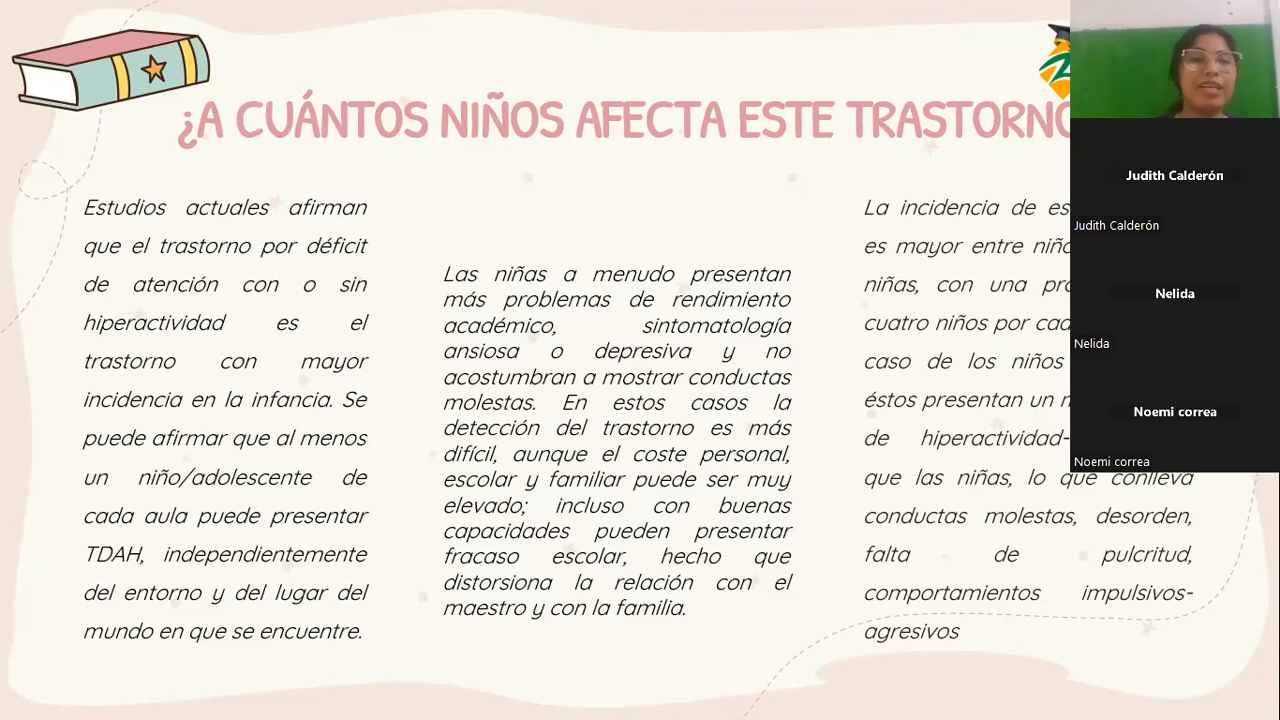 ¿A CUÁNTOS NIÑOS AFECTA ESTE TRASTORNO
Estudios actuales afirman
que el trastorno por déficit
de atención con o sin
hiperactividad es el
trastorno con mayor
incidencia en la infancia. Se
puede afirmar que al menos
un niño/adolescente de
cada aula puede presentar
TDAH, independientemente
del entorno y del lugar del
mundo en que se encuentre.
Las niñas a menudo presentan
más problemas de rendimiento
académico, sintomatología
ansiosa o depresiva y no
acostumbran a mostrar conductas
molestas. En estos casos la
detección del trastorno es más
difícil, aunque el coste personal,
escolar y familiar puede ser muy
elevado; incluso con buenas
capacidades pueden presentar
fracaso escolar, hecho que
distorsiona la relación con el
maestro y con la familia.
La incidencia de
es mayor entre
niñas, con una
cuatro niños por
caso de los niños
éstos presentan un
de hiperactividad-
que las niñas, lo que conlleva
conductas molestas, desorden,
falta de pulcritud,
comportamientos impulsivos-
agresivos
Judith Calderón
Judith Calderón
Nelida
Nelida
Noemi correa
Noemi correa